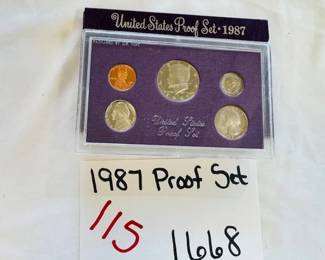 United States Proof Set • 1987
United States
Proof Set
1987 Proof Set
115
1668